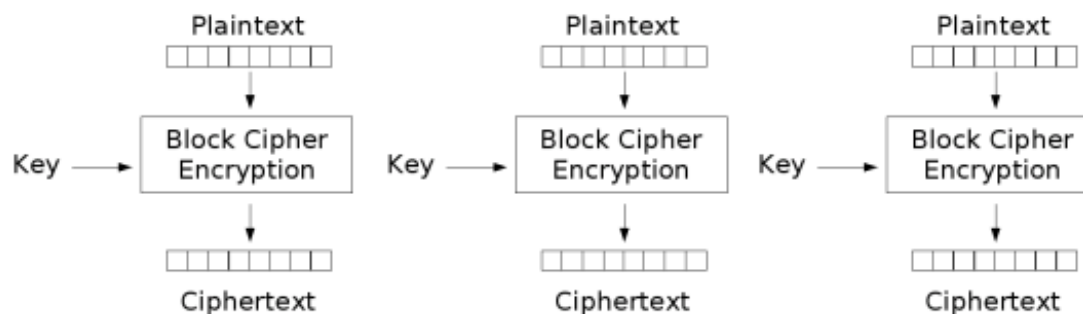 Plaintext Plaintext Plaintext
Key Block Cipher Encryption Key Block Cipher Encryption Key Block Cipher Encryption
Ciphertext Ciphertext Ciphertext